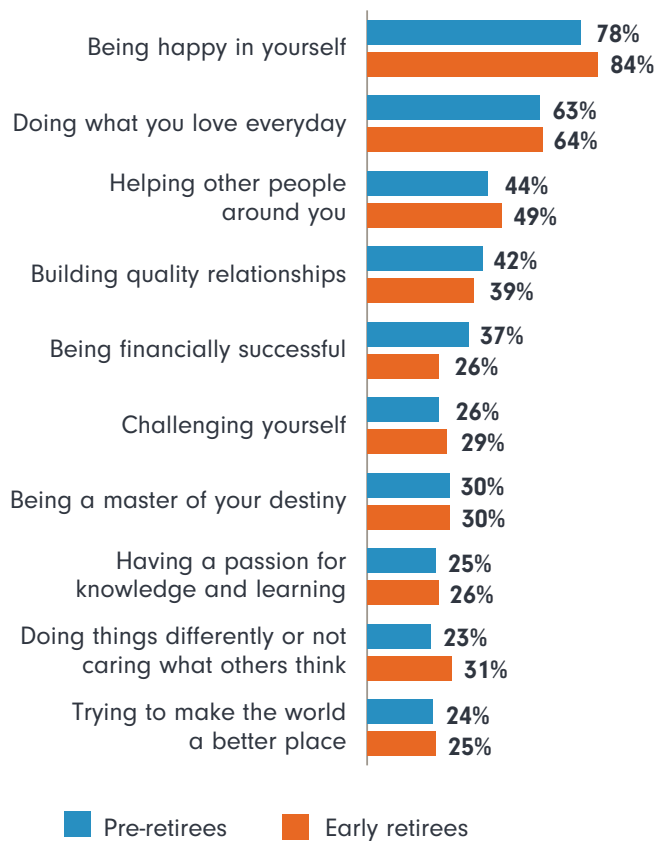 Being happy in yourself
78%
84%
Doing what you love everyday
63%
64%
Helping other people
around you
44%
49%
Building quality relationships
42%
39%
Being financially successful
37%
26%
Challenging yourself
26%
29%
Being a master of your destiny
30%
30%
Having a passion for
knowledge and learning
25%
26%
Doing things differently or not
caring what others think
23%
31%
Trying to make the world
a better place
24%
25%
Pre-retirees
Early retirees